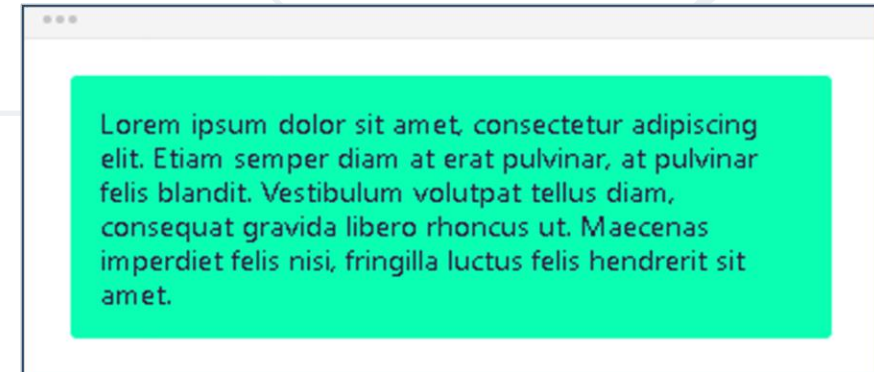 Lorem ipsum dolor sit amet, consectetur adipiscing
elit. Etiam semper diam at erat pulvinar, at pulvinar
felis blandit. Vestibulum volutpat tellus diam,
consequat gravida libero rhoncus ut. Maecenas
imperdiet felis nisi, fringilla luctus felis hendrerit sit
amet.